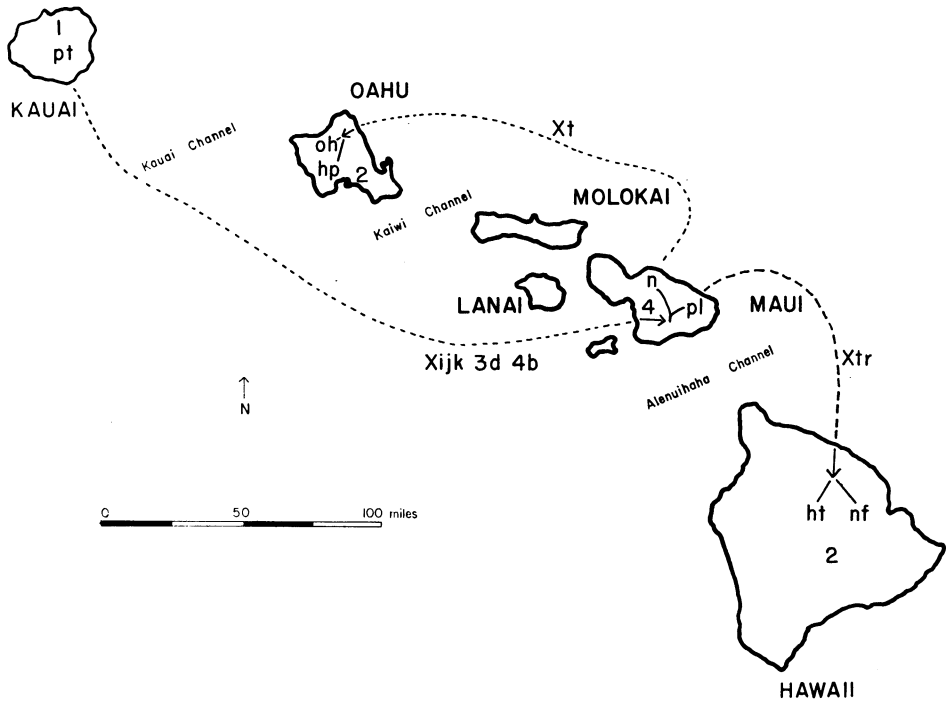 1
pt
KAUAI
Kauai Channel
OAHU
oh
hp
2
Xt
Kaiwi Channel
MOLOKAI
LANAI
n
4
pl
MAUI
Xijk 3d 4b
Xtr
Alenuihaha Channel
N
0 50 100 miles
ht nf
2
HAWAII